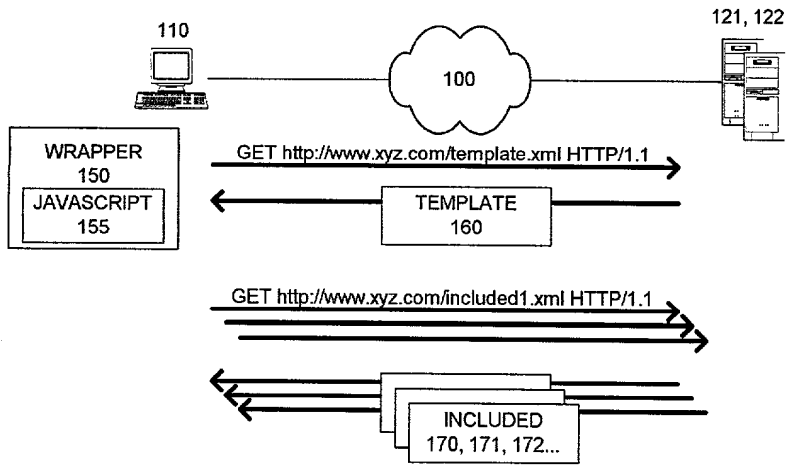 110
121, 122
100
WRAPPER
150
JAVASCRIPT
155
GET http://www.xyz.com/template.xml HTTP/1.1
TEMPLATE
160
GET http://www.xyz.com/included1.xml HTTP/1.1
INCLUDED
170, 171, 172...